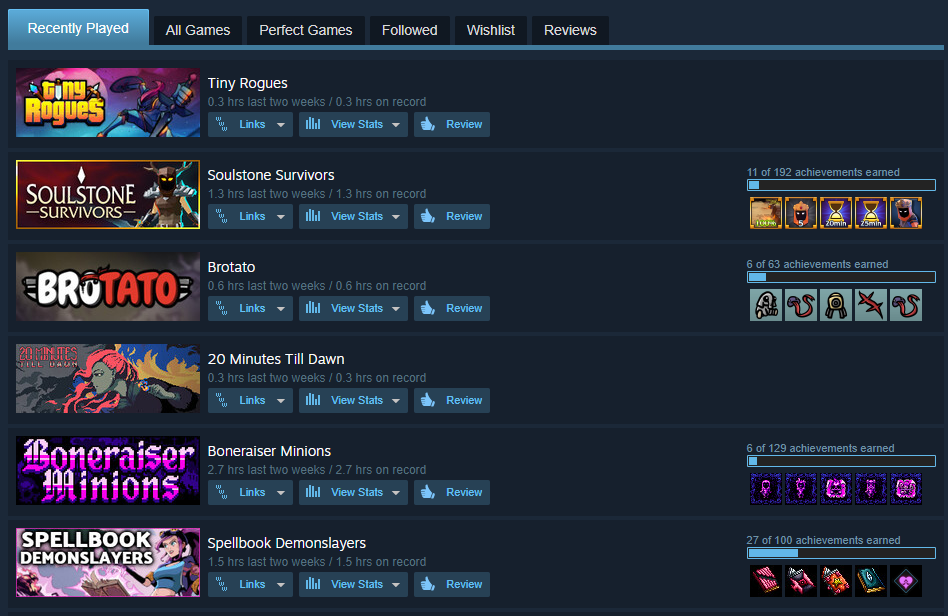 Recently Played
All Games
Perfect Games
Followed
Wishlist
Reviews
TINY ROGUES
Tiny Rogues
0.3 hrs last two weeks / 0.3 hrs on record
Links
View Stats
Review
SOULSTONE
SURVIVORS
Soulstone Survivors
1.3 hrs last two weeks / 1.3 hrs on record
Links
View Stats
Review
11 of 192 achievements earned
100%
5
20min
25min
BROTATO
Brotato
0.6 hrs last two weeks / 0.6 hrs on record
Links
View Stats
Review
6 of 63 achievements earned
20 MINUTES
TILL DAWN
20 Minutes Till Dawn
0.3 hrs last two weeks / 0.3 hrs on record
Links
View Stats
Review
Boneraiser
Minions
Boneraiser Minions
2.7 hrs last two weeks / 2.7 hrs on record
Links
View Stats
Review
6 of 129 achievements earned
SPELLBOOK
DEMONSLAYERS
Spellbook Demonslayers
1.5 hrs last two weeks / 1.5 hrs on record
Links
View Stats
Review
27 of 100 achievements earned